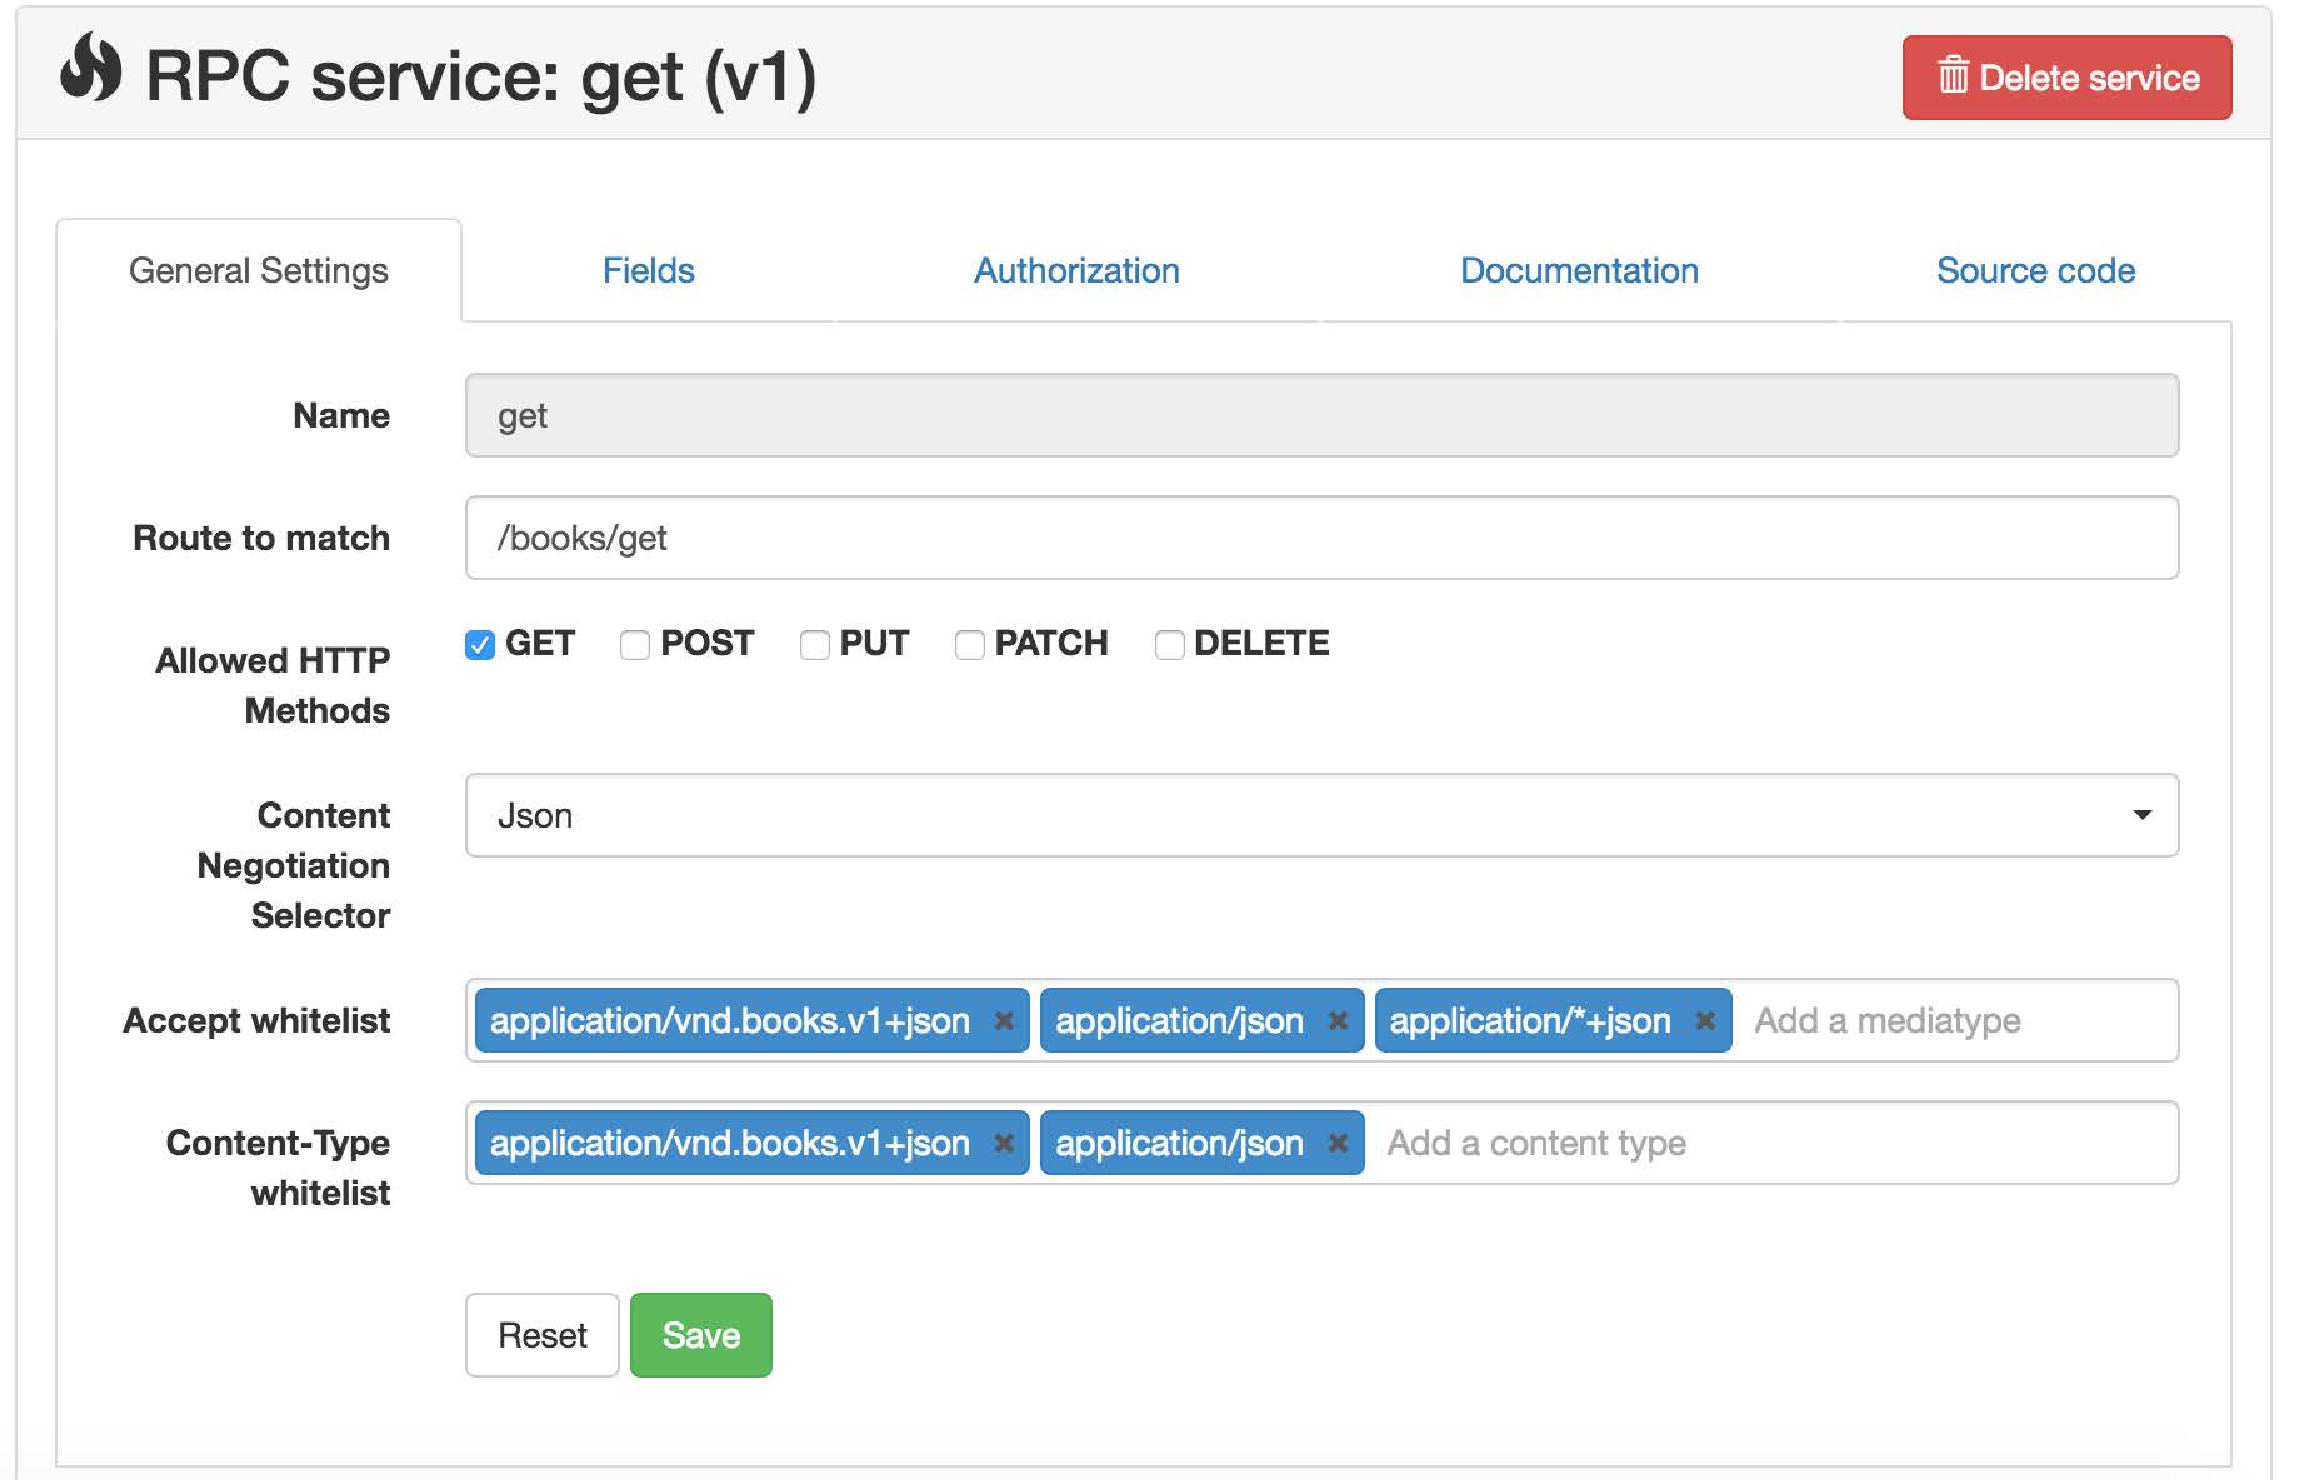 RPC service: get (v1)
Delete service
General Settings
Fields
Authorization
Documentation
Source code
Name
get
Route to match
/books/get
Allowed HTTP
Methods
GET
POST
PUT
PATCH
DELETE
Content
Negotiation
Selector
Json
Accept whitelist
application/vnd.books.v1+json
application/json
application/*+json
Add a mediatype
Content-Type
whitelist
application/vnd.books.v1+json
application/json
Add a content type
Reset
Save